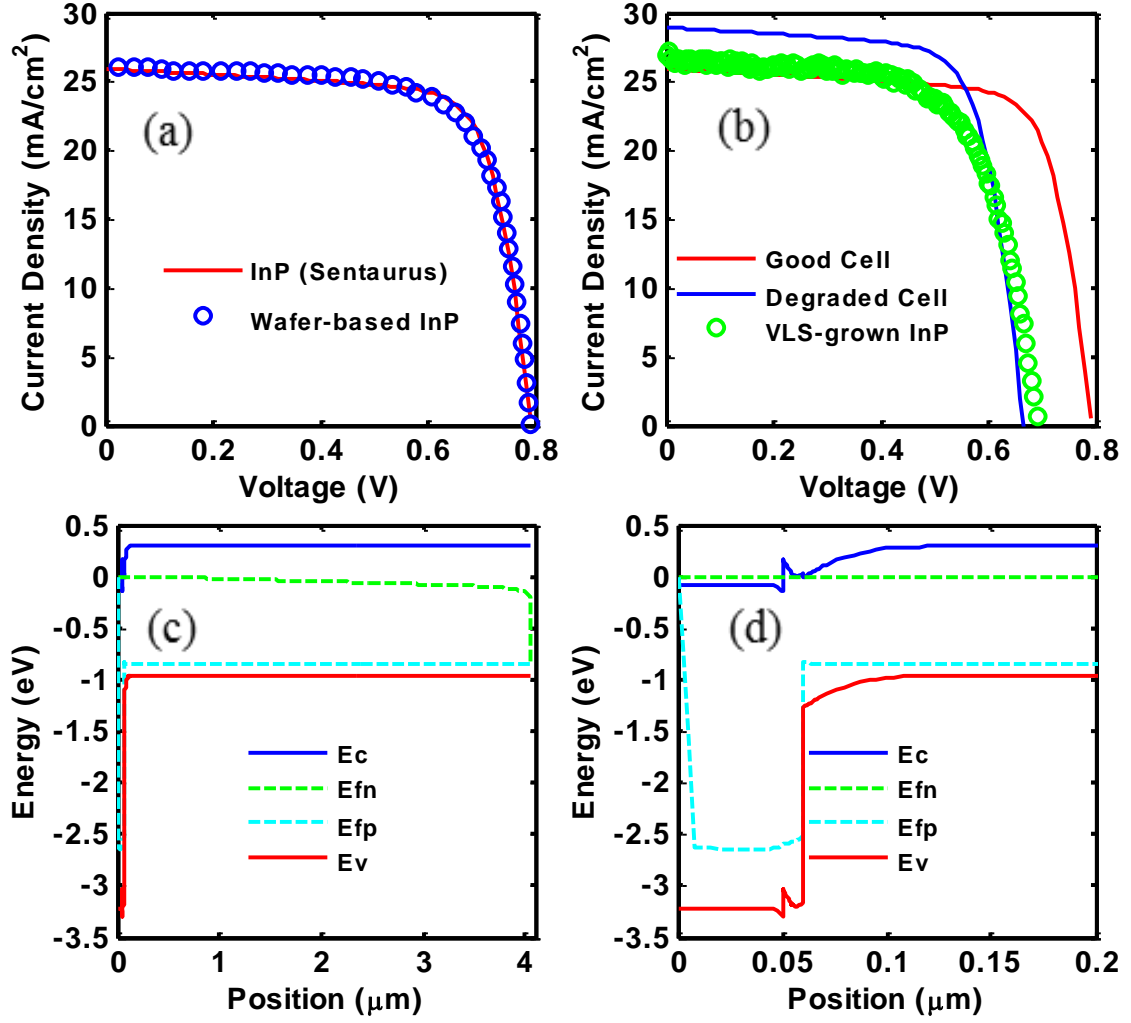 30
25
20
15
10
5
0
0
0.2
0.4
0.6
0.8
Current Density (mA/cm²)
Voltage (V)
(a)
InP (Sentaurus)
Wafer-based InP
30
25
20
15
10
5
0
0
0.2
0.4
0.6
0.8
Current Density (mA/cm²)
Voltage (V)
(b)
Good Cell
Degraded Cell
VLS-grown InP
0.5
0
-0.5
-1
-1.5
-2
-2.5
-3
-3.5
0
1
2
3
4
Energy (eV)
Position (μm)
(c)
Ec
Efn
Efp
Ev
0.5
0
-0.5
-1
-1.5
-2
-2.5
-3
-3.5
0
0.05
0.1
0.15
0.2
Energy (eV)
Position (μm)
(d)
Ec
Efn
Efp
Ev